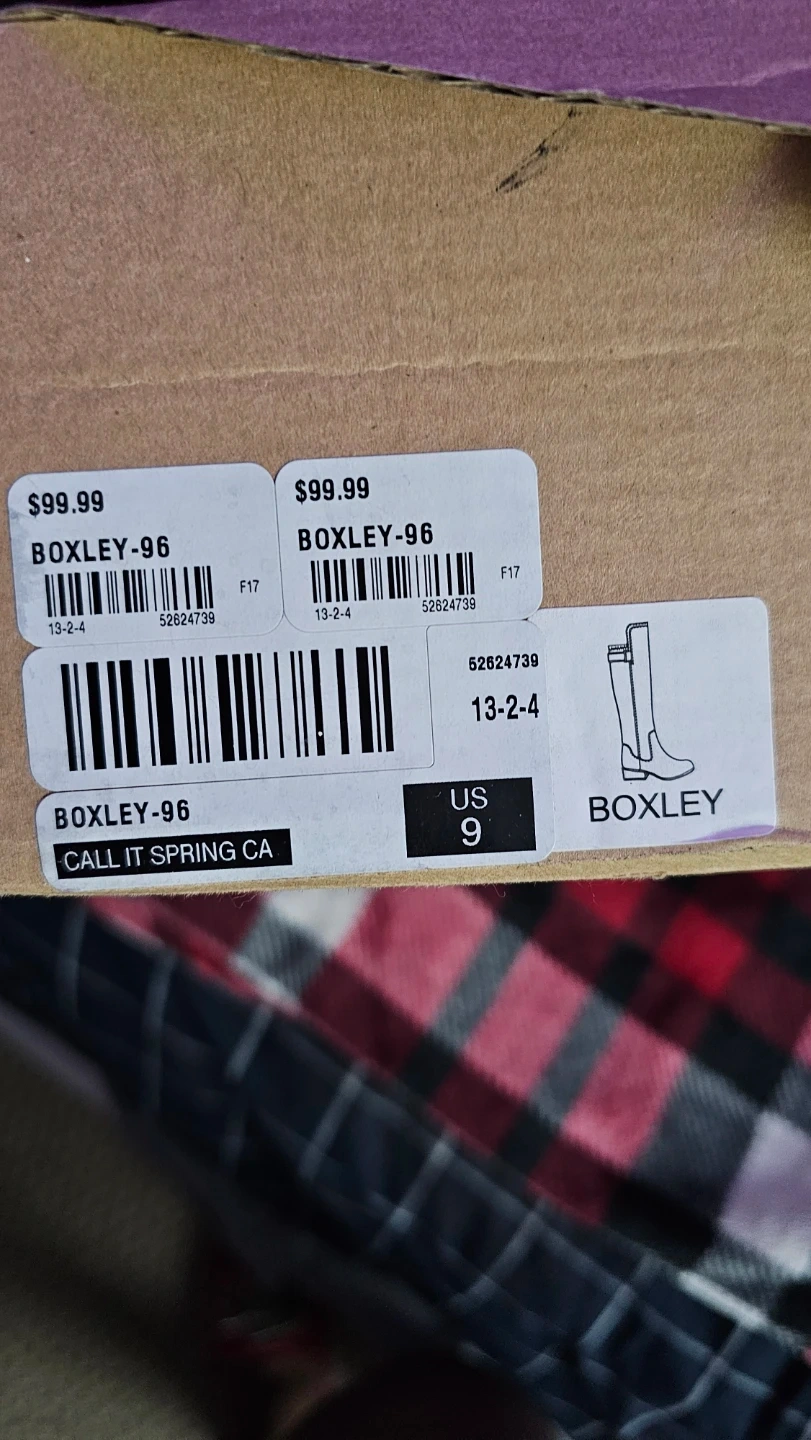 $99.99
BOXLEY-96
F17
13-2-4
52624739
$99.99
BOXLEY-96
F17
13-2-4
52624739
52624739
13-2-4
BOXLEY-96
CALL IT SPRING CA
US
9
BOXLEY